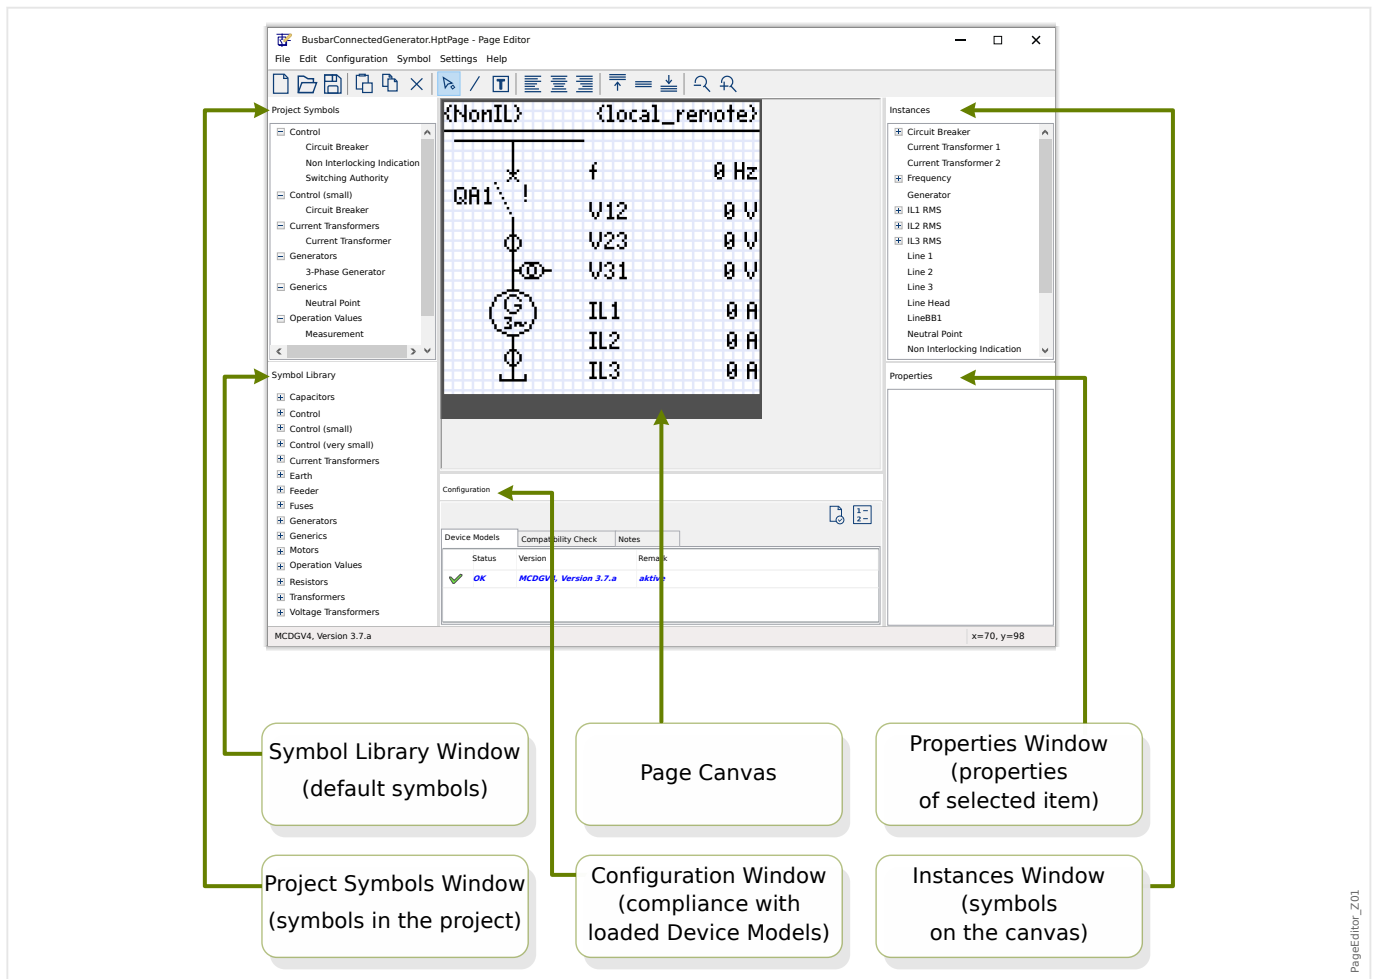 BusbarConnectedGenerator.HptPage - Page Editor
File Edit Configuration Symbol Settings Help
Project Symbols
Control
Circuit Breaker
Non Interlocking Indication
Switching Authority
Control (small)
Circuit Breaker
Current Transformers
Current Transformer
Generators
3-Phase Generator
Generics
Neutral Point
Operation Values
Measurement
Symbol Library
Capacitors
Control
Control (small)
Control (very small)
Current Transformers
Earth
Feeder
Fuses
Generators
Generics
Motors
Operation Values
Resistors
Transformers
Voltage Transformers
{NonIL} {local_remote}
QA1 !
G
3~
f 0 Hz
V12 0 V
V23 0 V
V31 0 V
IL1 0 A
IL2 0 A
IL3 0 A
Configuration
1
2
Device Models Compatibility Check Notes
Status Version Remark
OK MCDGV4, Version 3.7.a aktive
Instances
Circuit Breaker
Current Transformer 1
Current Transformer 2
Frequency
Generator
IL1 RMS
IL2 RMS
IL3 RMS
Line 1
Line 2
Line 3
Line Head
LineBB1
Neutral Point
Non Interlocking Indication
Properties
MCDGV4, Version 3.7.a x=70, y=98
Symbol Library Window
(default symbols)
Page Canvas
Properties Window
(properties
of selected item)
Project Symbols Window
(symbols in the project)
Configuration Window
(compliance with
loaded Device Models)
Instances Window
(symbols
on the canvas)
PageEditor_Z01